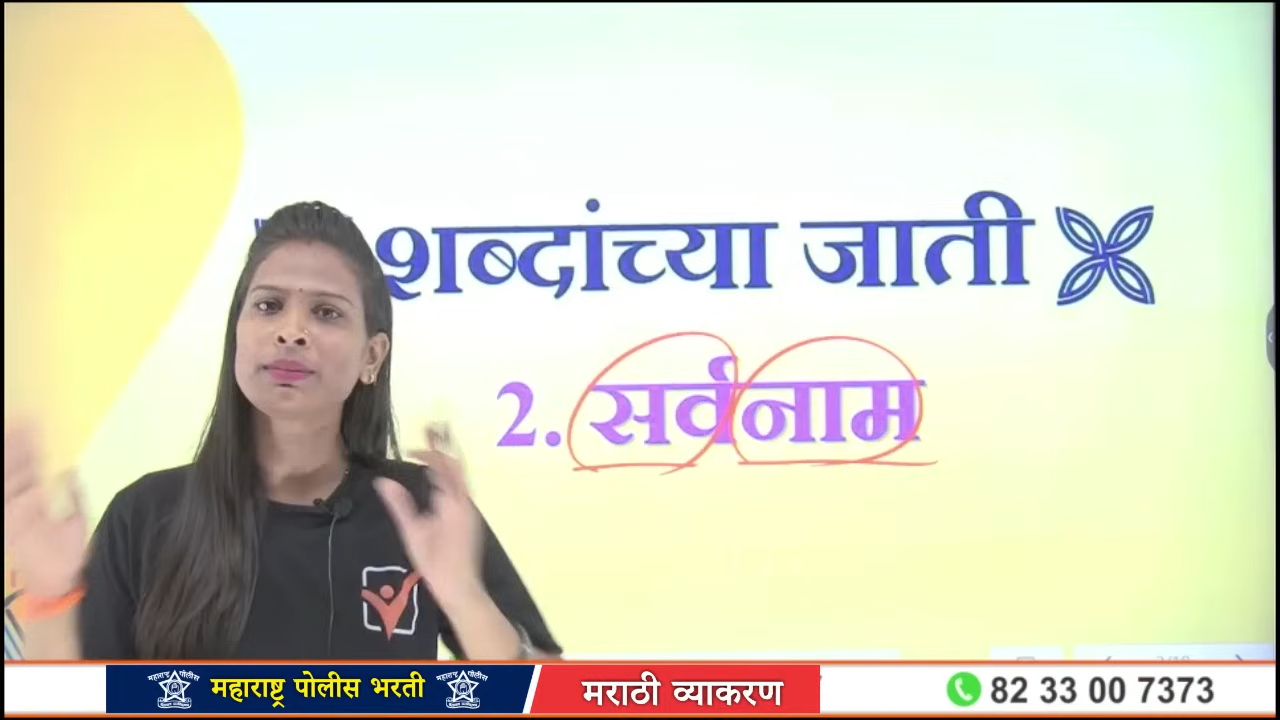 शब्दांच्या जाती
2. सर्वनाम
महाराष्ट्र पोलीस भरती
मराठी व्याकरण
82 33 00 7373